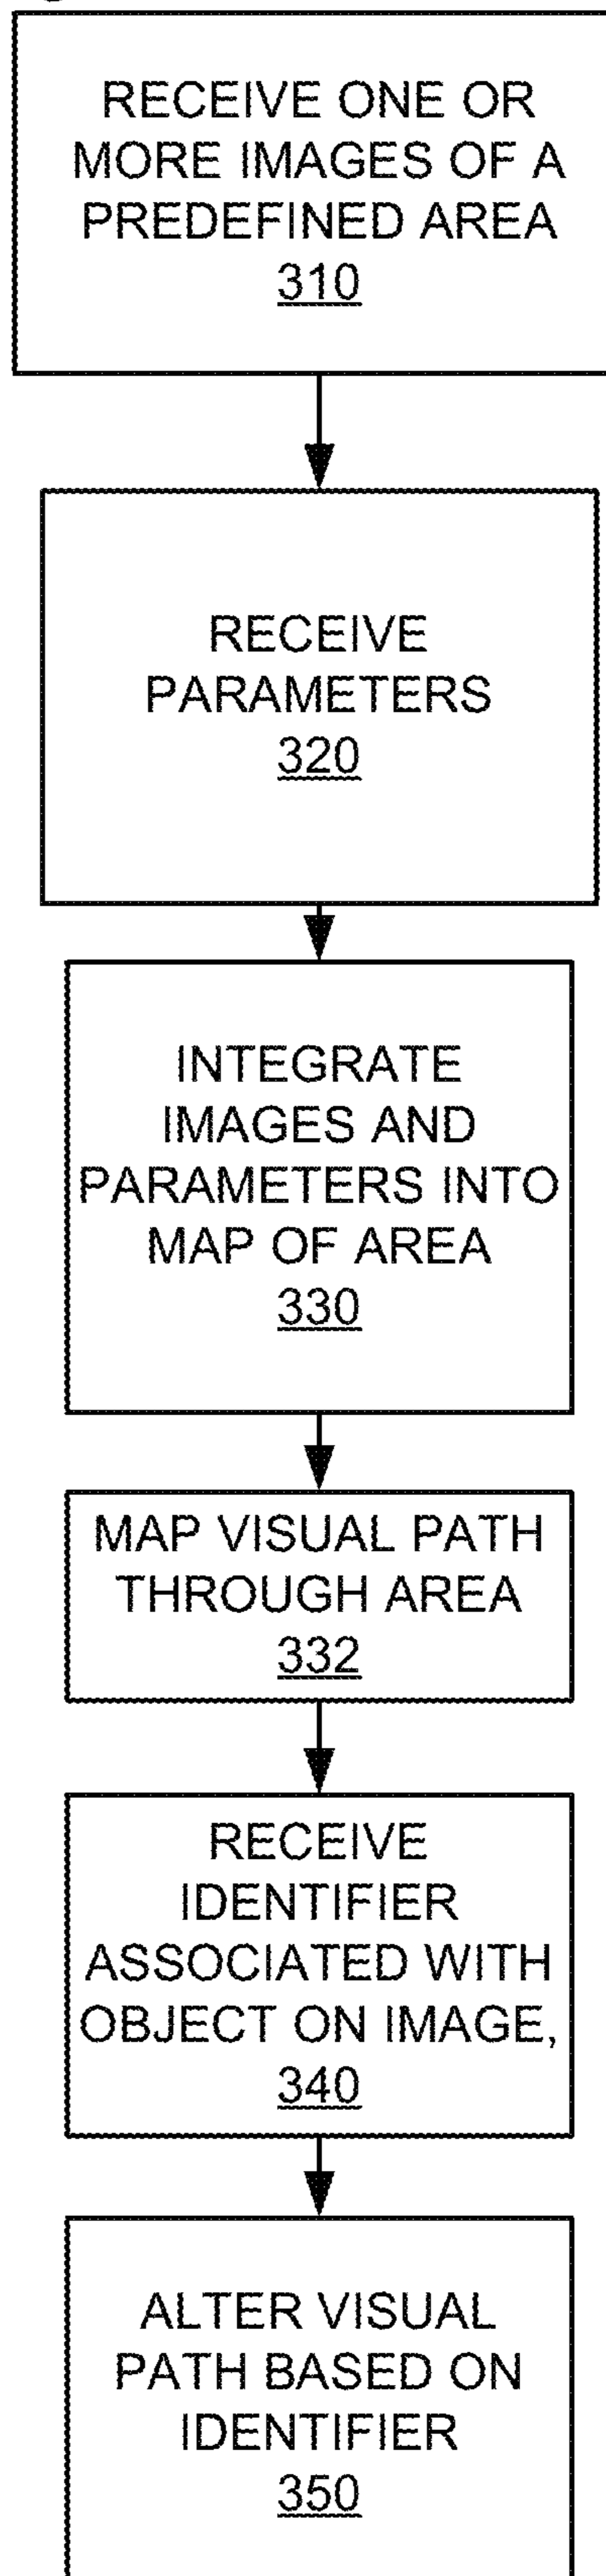 RECEIVE ONE OR
MORE IMAGES OF A
PREDEFINED AREA
310
RECEIVE
PARAMETERS
320
INTEGRATE
IMAGES AND
PARAMETERS INTO
MAP OF AREA
330
MAP VISUAL PATH
THROUGH AREA
332
RECEIVE
IDENTIFIER
ASSOCIATED WITH
OBJECT ON IMAGE,
340
ALTER VISUAL
PATH BASED ON
IDENTIFIER
350